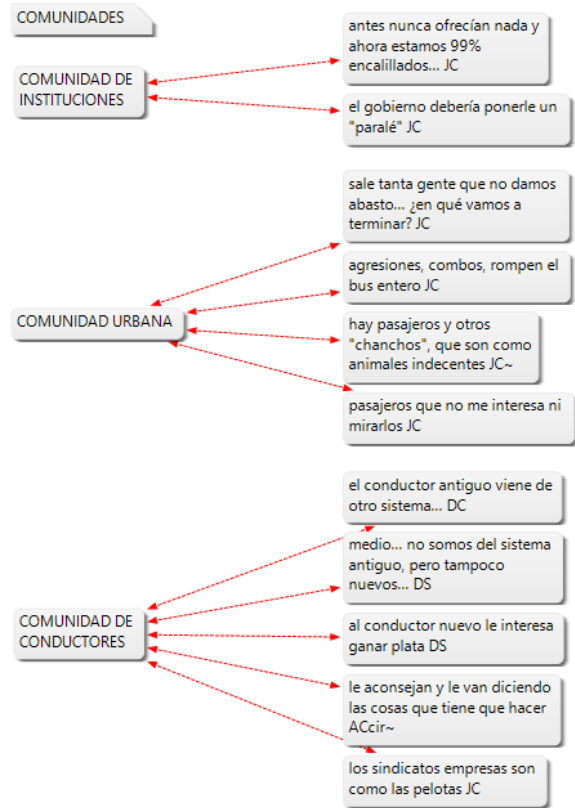 COMUNIDADES
antes nunca ofrecían nada y
ahora estamos 99%
encalillados... JC
COMUNIDAD DE
INSTITUCIONES
el gobierno debería ponerle un
"paralé" JC
sale tanta gente que no damos
abasto... ¿en qué vamos a
terminar? JC
agresiones, combos, rompen el
bus entero JC
COMUNIDAD URBANA
hay pasajeros y otros
"chanchos", que son como
animales indecentes JC~
pasajeros que no me interesa ni
mirarlos JC
el conductor antiguo viene de
otro sistema... DC
medio... no somos del sistema
antiguo, pero tampoco
nuevos... DS
COMUNIDAD DE
CONDUCTORES
al conductor nuevo le interesa
ganar plata DS
le aconsejan y le van diciendo
las cosas que tiene que hacer
ACcir~
los sindicatos empresas son
como las pelotas JC